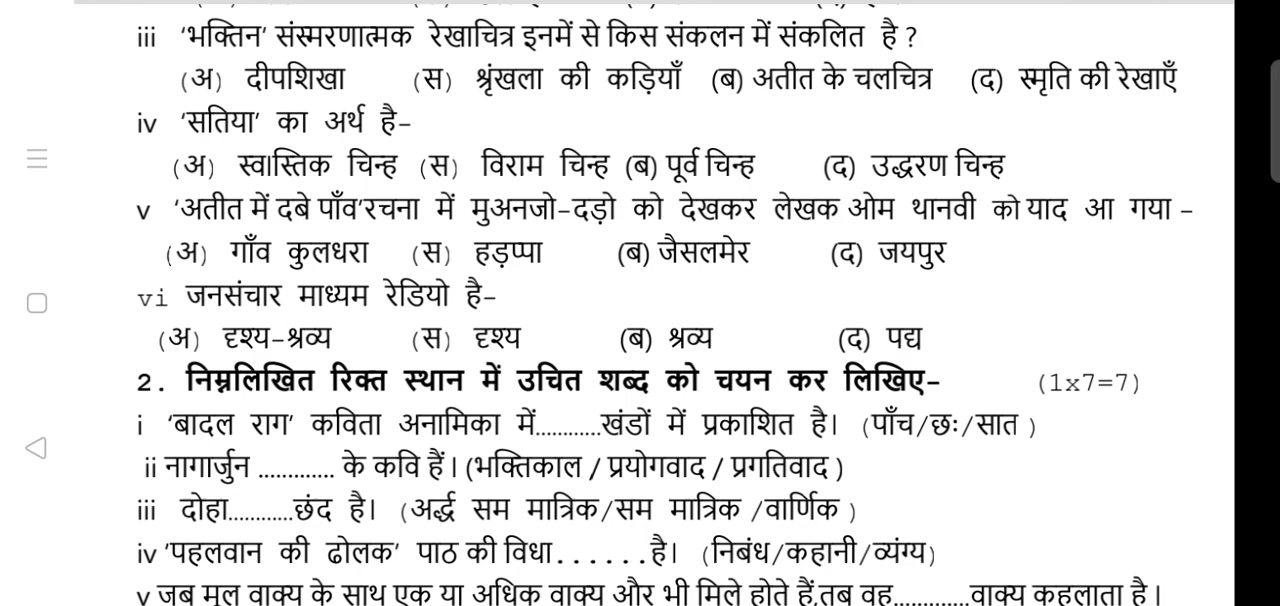 iii 'भक्तिन' संस्मरणात्मक रेखाचित्र इनमें से किस संकलन में संकलित है ?
(अ) दीपशिखा (स) श्रृंखला की कड़ियाँ (ब) अतीत के चलचित्र (द) स्मृति की रेखाएँ
iv 'सतिया' का अर्थ है-
(अ) स्वास्तिक चिन्ह (स) विराम चिन्ह (ब) पूर्व चिन्ह (द) उद्धरण चिन्ह
v 'अतीत में दबे पाँव'रचना में मुअनजो-दड़ो को देखकर लेखक ओम थानवी को याद आ गया -
(अ) गाँव कुलधरा (स) हड़प्पा (ब) जैसलमेर (द) जयपुर
vi जनसंचार माध्यम रेडियो है-
(अ) दृश्य-श्रव्य (स) दृश्य (ब) श्रव्य (द) पद्य
2. निम्नलिखित रिक्त स्थान में उचित शब्द को चयन कर लिखिए- (1x7=7)
i 'बादल राग' कविता अनामिका में............खंडों में प्रकाशित है। (पाँच/छः/सात )
ii नागार्जुन ............. के कवि हैं। (भक्तिकाल / प्रयोगवाद / प्रगतिवाद )
iii दोहा............छंद है। (अर्द्ध सम मात्रिक/सम मात्रिक /वार्णिक )
iv 'पहलवान की ढोलक' पाठ की विधा......है। (निबंध/कहानी/व्यंग्य)
v जब मूल वाक्य के साथ एक या अधिक वाक्य और भी मिले होते हैं,तब वह.............वाक्य कहलाता है।